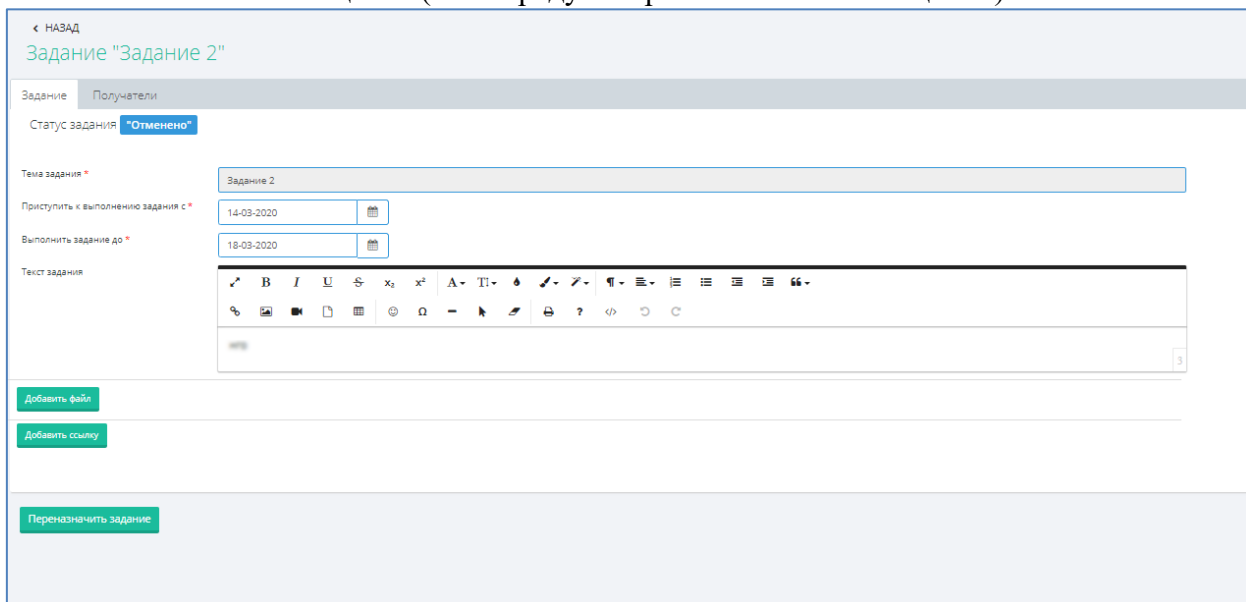 НАЗАД
Задание "Задание 2"
Задание Получатели
Статус задания "Отменено"
Тема задания *
Задание 2
Приступить к выполнению задания с *
14-03-2020
Выполнить задание до *
18-03-2020
Текст задания
3
Добавить файл
Добавить ссылку
Переназначить задание